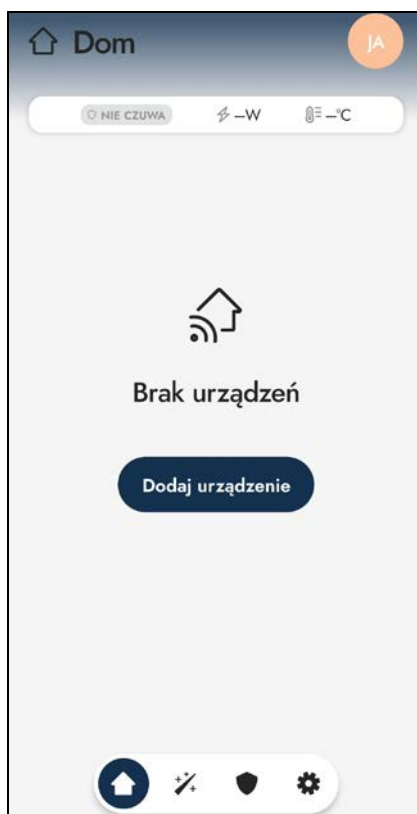 Dom
JA
NIE CZUWA –W –°C
Brak urządzeń
Dodaj urządzenie